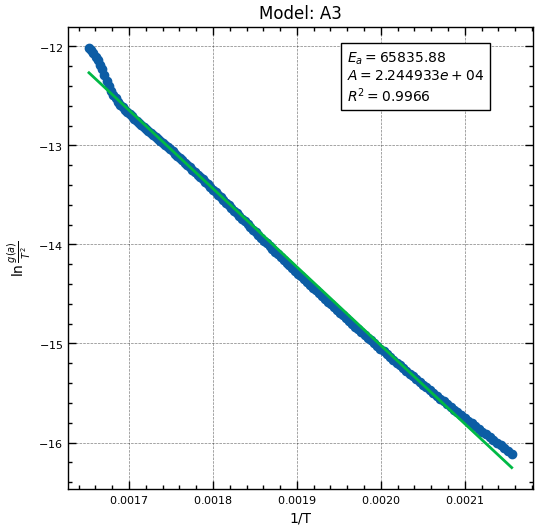 Model: A3
E_a = 65835.88
A = 2.244933e + 04
R^2 = 0.9966
−12
−13
−14
−15
−16
ln g(a)/T^2
0.0017 0.0018 0.0019 0.0020 0.0021
1/T